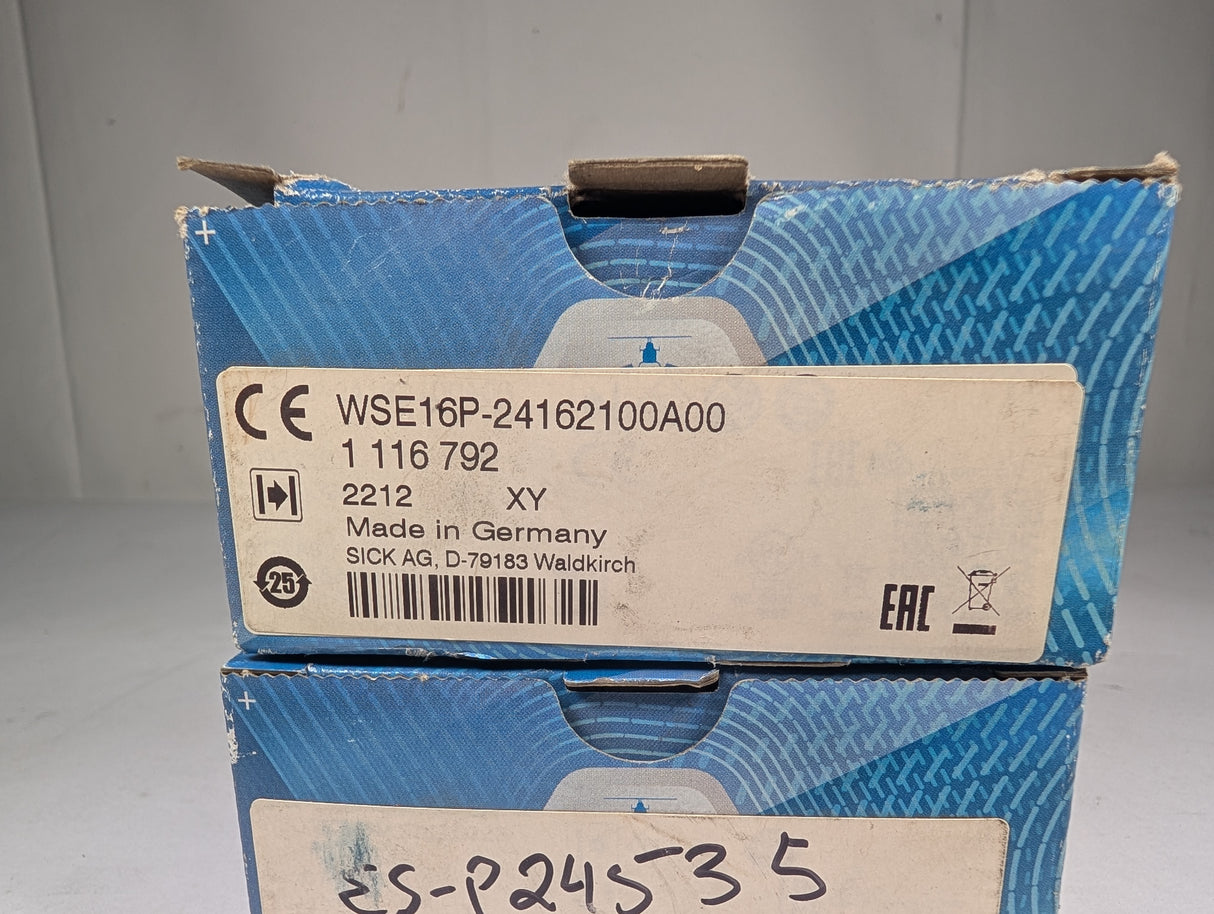 CE WSE16P-24162100A00
1 116 792
2212 XY
Made in Germany
SICK AG, D-79183 Waldkirch
25
EAC
ES-P24535